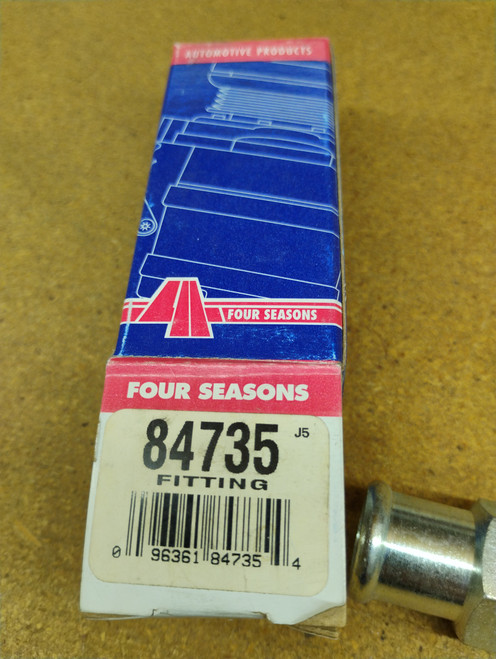 AUTOMOTIVE PRODUCTS
FOUR SEASONS
FOUR SEASONS
84735 J5
FITTING
0 96361 84735 4